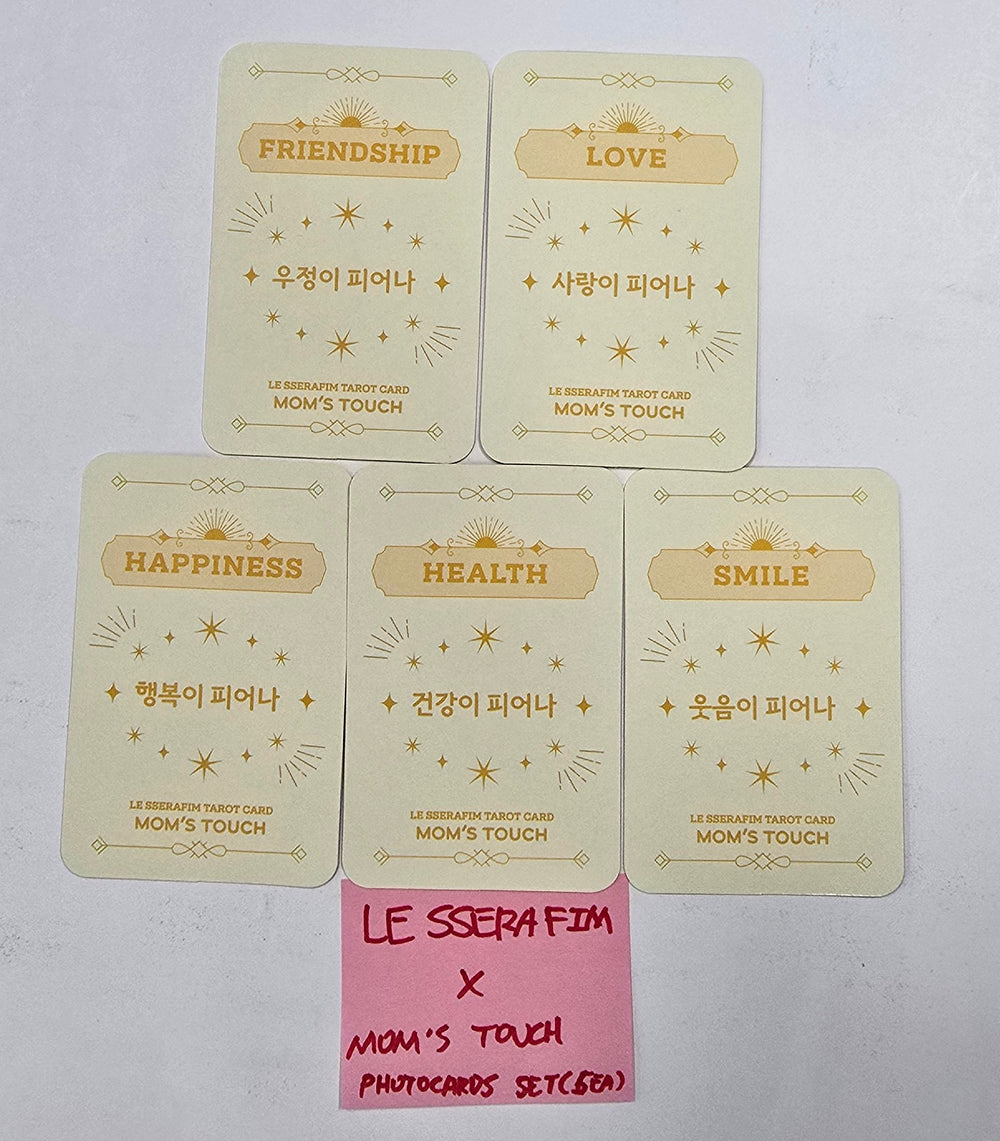 FRIENDSHIP
우정이 피어나
LE SSERAFIM TAROT CARD
MOM'S TOUCH
LOVE
사랑이 피어나
LE SSERAFIM TAROT CARD
MOM'S TOUCH
HAPPINESS
행복이 피어나
LE SSERAFIM TAROT CARD
MOM'S TOUCH
HEALTH
건강이 피어나
LE SSERAFIM TAROT CARD
MOM'S TOUCH
SMILE
웃음이 피어나
LE SSERAFIM TAROT CARD
MOM'S TOUCH
LE SSERAFIM
X
MOM'S TOUCH
PHOTOCARDS SET(5EA)